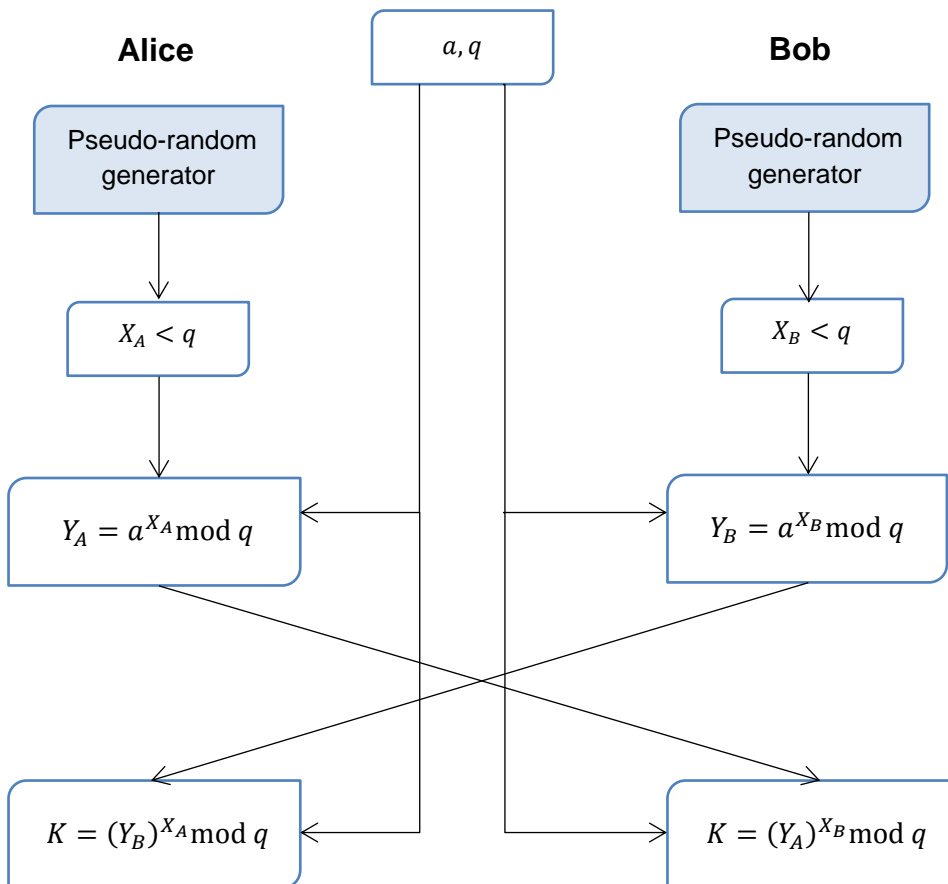 Alice
a, q
Bob
Pseudo-random
generator
Pseudo-random
generator
X_A < q
X_B < q
Y_A = a^{X_A} mod q
Y_B = a^{X_B} mod q
K = (Y_B)^{X_A} mod q
K = (Y_A)^{X_B} mod q